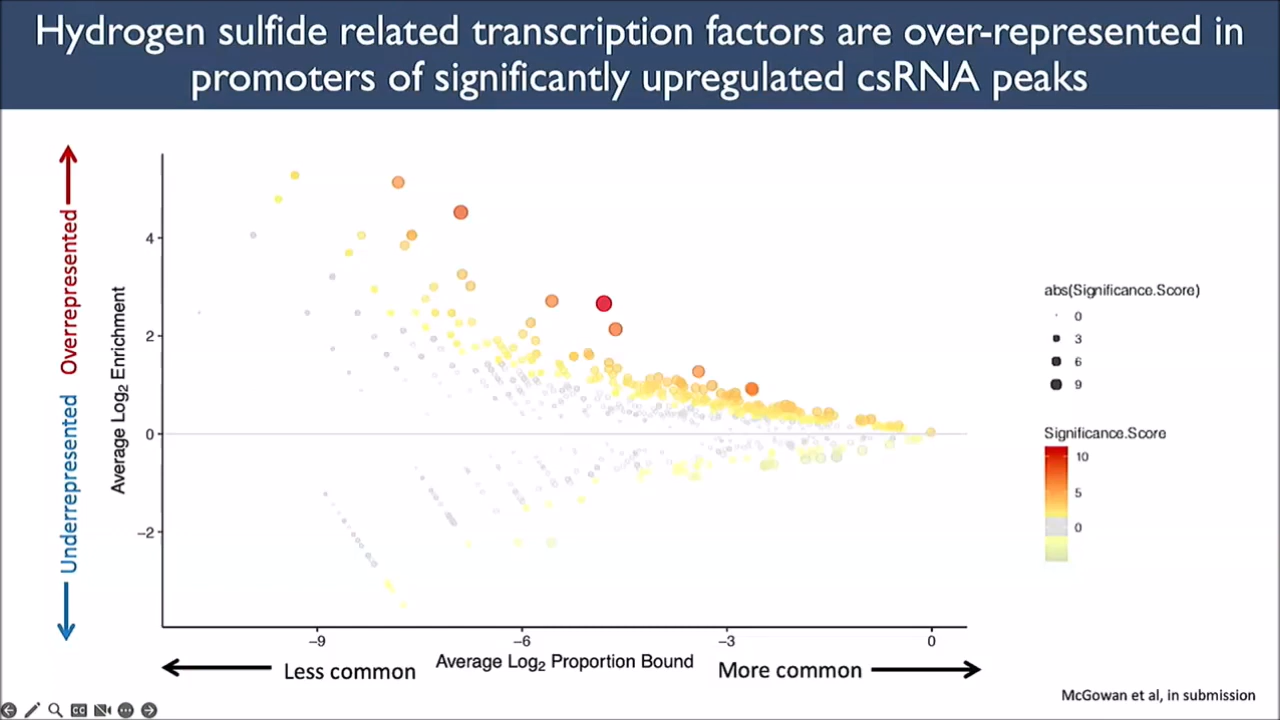 Hydrogen sulfide related transcription factors are over-represented in
promoters of significantly upregulated csRNA peaks
Overrepresented
Underrepresented
Average Log2 Enrichment
4
2
0
−2
−9
−6
−3
0
Average Log2 Proportion Bound
Less common
More common
abs(Significance.Score)
0
3
6
9
Significance.Score
10
5
0
McGowan et al, in submission
CC